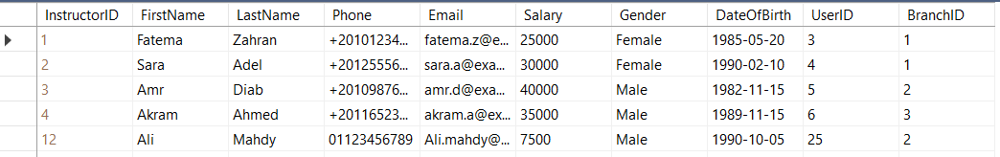 InstructorID FirstName LastName Phone Email Salary Gender DateOfBirth UserID BranchID
1 Fatema Zahran +20101234... fatema.z@e... 25000 Female 1985-05-20 3 1
2 Sara Adel +20125556... sara.a@exa... 30000 Female 1990-02-10 4 1
3 Amr Diab +20109876... amr.d@exa... 40000 Male 1982-11-15 5 2
4 Akram Ahmed +20116523... akram.a@ex... 35000 Male 1989-11-15 6 3
12 Ali Mahdy 01123456789 Ali.mahdy@... 7500 Male 1990-10-05 25 2